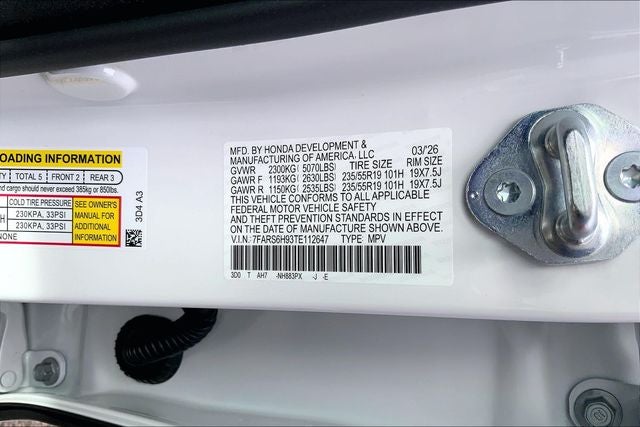 OADING INFORMATION
TY TOTAL 5 FRONT 2 REAR 3
nd cargo should never exceed 385kg or 850lbs.
COLD TIRE PRESSURE
SEE OWNER'S
MANUAL FOR
ADDITIONAL
INFORMATION
H 230KPA, 33PSI
230KPA, 33PSI
NONE
3D4 A3
MFD. BY HONDA DEVELOPMENT &
MANUFACTURING OF AMERICA, LLC 03/26
GVWR 2300KG( 5070LBS) TIRE SIZE RIM SIZE
GAWR F 1193KG( 2630LBS) 235/55R19 101H 19X7.5J
GAWR R 1150KG( 2535LBS) 235/55R19 101H 19X7.5J
THIS VEHICLE CONFORMS TO ALL APPLICABLE
FEDERAL MOTOR VEHICLE SAFETY
AND THEFT PREVENTION STANDARDS IN EFFECT
ON THE DATE OF MANUFACTURE SHOWN ABOVE.
V.I.N.: 7FARS6H93TE112647 TYPE MPV
3D0 T AH7 -NH883PX -J -E